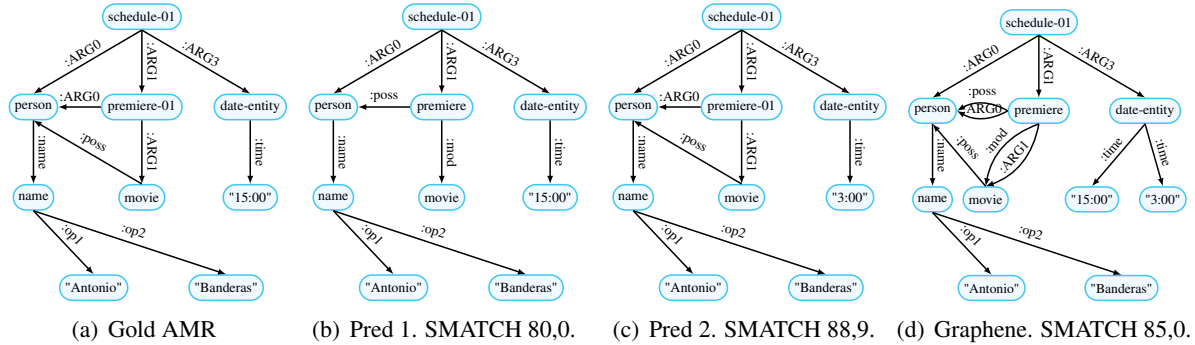 schedule-01
:ARG0
:ARG1
:ARG3
person
:ARG0
premiere-01
date-entity
:name
:poss
:ARG1
:time
name
movie
"15:00"
:op1
:op2
"Antonio"
"Banderas"
(a) Gold AMR
schedule-01
:ARG0
:ARG1
:ARG3
person
:poss
premiere
date-entity
:name
:mod
:time
name
movie
"15:00"
:op1
:op2
"Antonio"
"Banderas"
(b) Pred 1. SMATCH 80,0.
schedule-01
:ARG0
:ARG1
:ARG3
person
:ARG0
premiere-01
date-entity
:name
:poss
:ARG1
:time
name
movie
"3:00"
:op1
:op2
"Antonio"
"Banderas"
(c) Pred 2. SMATCH 88,9.
schedule-01
:ARG0
:ARG1
:ARG3
:poss
person
:ARG0
premiere
date-entity
:name
:poss
:mod
:ARG1
:time
:time
name
movie
"15:00"
"3:00"
:op1
:op2
"Antonio"
"Banderas"
(d) Graphene. SMATCH 85,0.